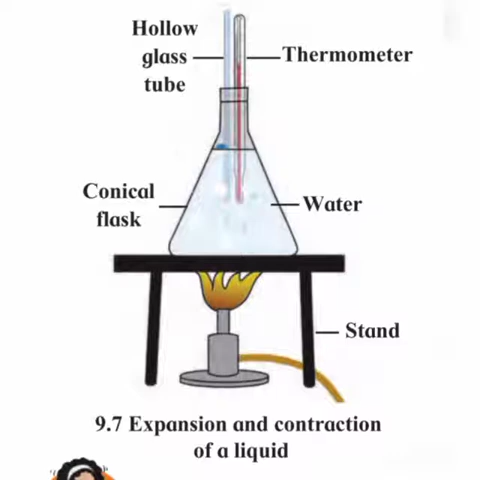 Hollow
glass
tube
Thermometer
Conical
flask
Water
Stand
9.7 Expansion and contraction
of a liquid